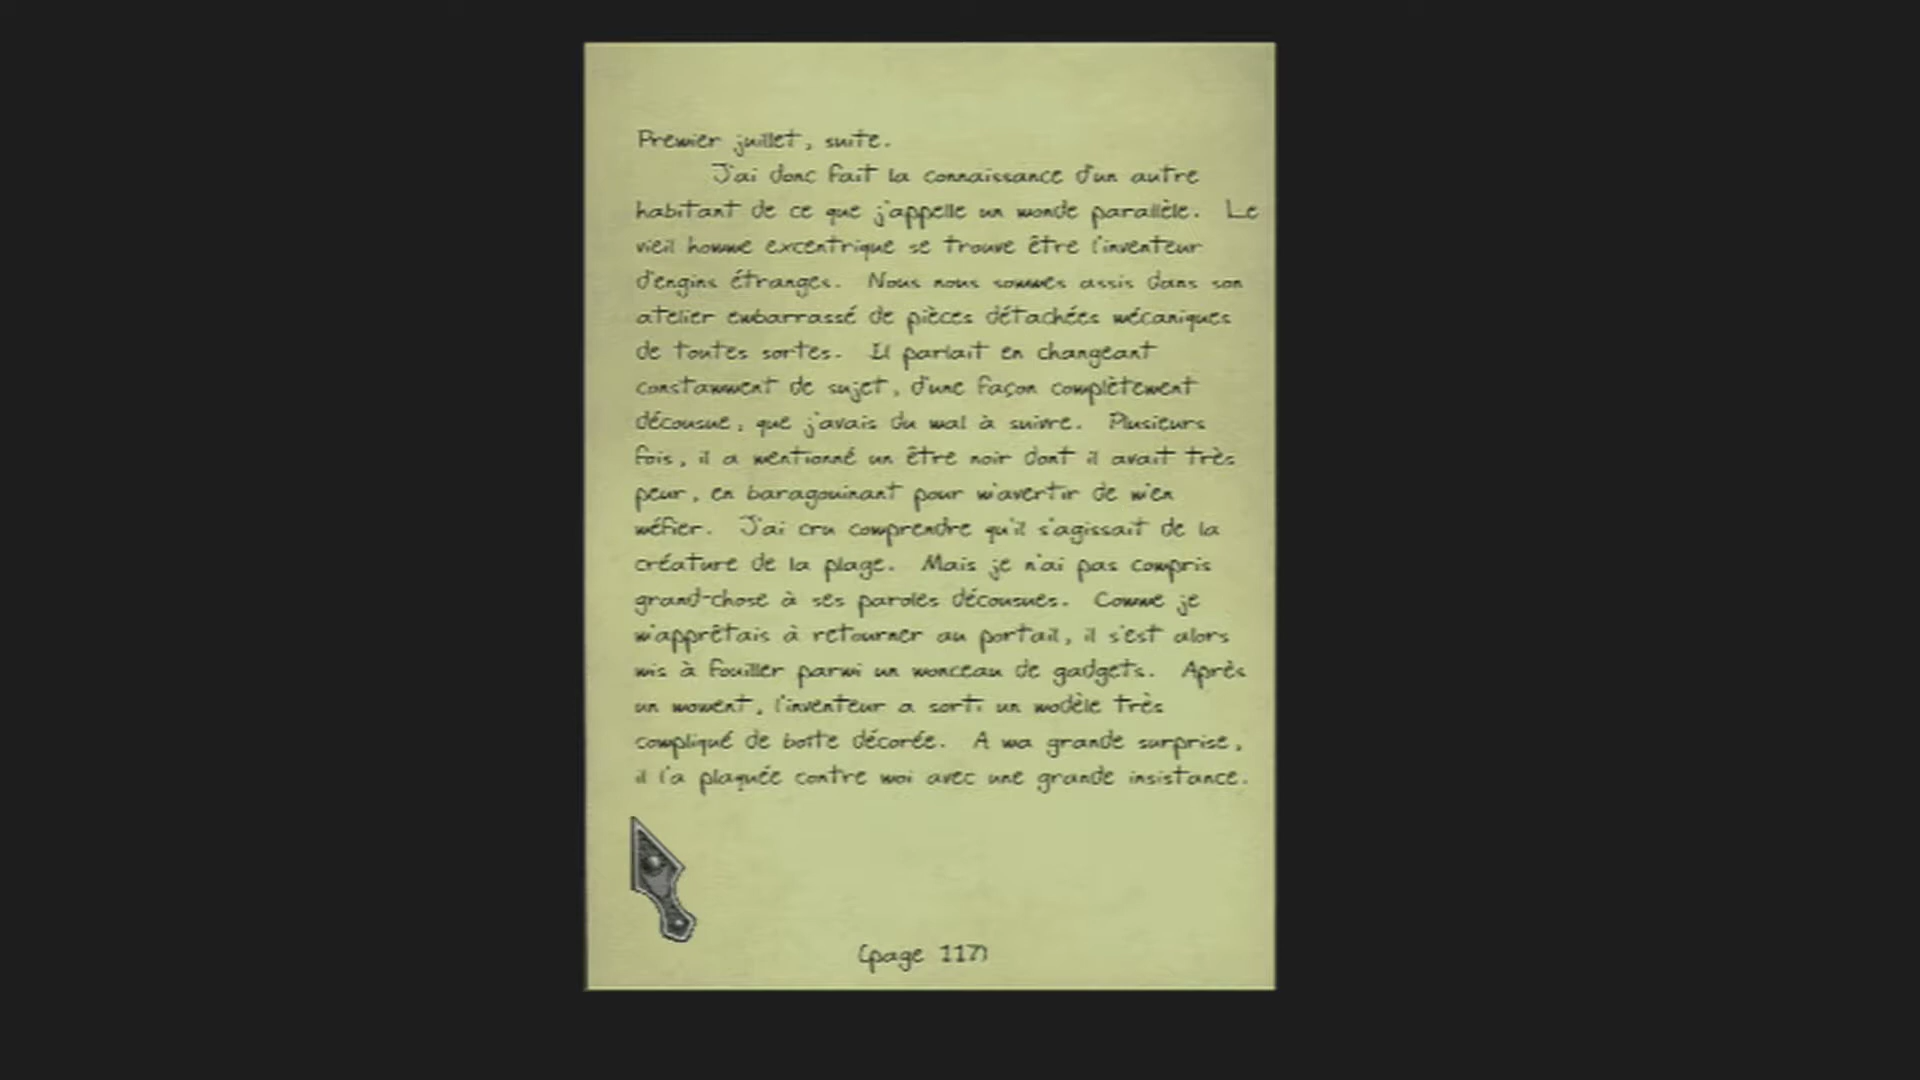 Premier juillet, suite.
J'ai donc fait la connaissance d'un autre
habitant de ce que j'appelle un monde parallèle. Le
vieil homme excentrique se trouve être l'inventeur
d'engins étranges. Nous nous sommes assis dans son
atelier embarrassé de pièces détachées mécaniques
de toutes sortes. Il parlait en changeant
constamment de sujet, d'une façon complètement
décousue, que j'avais du mal à suivre. Plusieurs
fois, il a mentionné un être noir dont il avait très
peur, en baragouinant pour m'avertir de m'en
méfier. J'ai cru comprendre qu'il s'agissait de la
créature de la plage. Mais je n'ai pas compris
grand-chose à ses paroles décousues. Comme je
m'apprêtais à retourner au portail, il s'est alors
mis à fouiller parmi un monceau de gadgets. Après
un moment, l'inventeur a sorti un modèle très
compliqué de boîte décorée. A ma grande surprise,
il l'a plaquée contre moi avec une grande insistance.
(page 117)